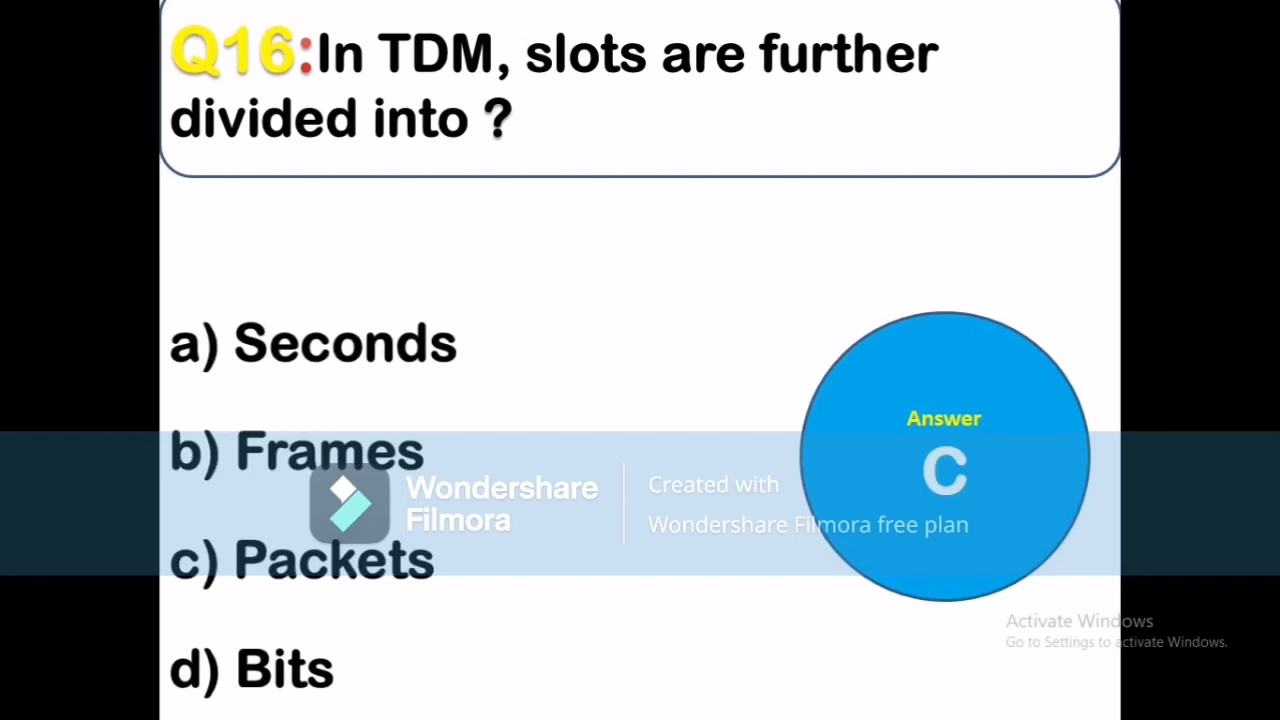 Q16:In TDM, slots are further
divided into ?
a) Seconds
Answer
b) Frames
C
Wondershare
Filmora
Created with
Wondershare Filmora free plan
c) Packets
Activate Windows
Go to Settings to activate Windows.
d) Bits